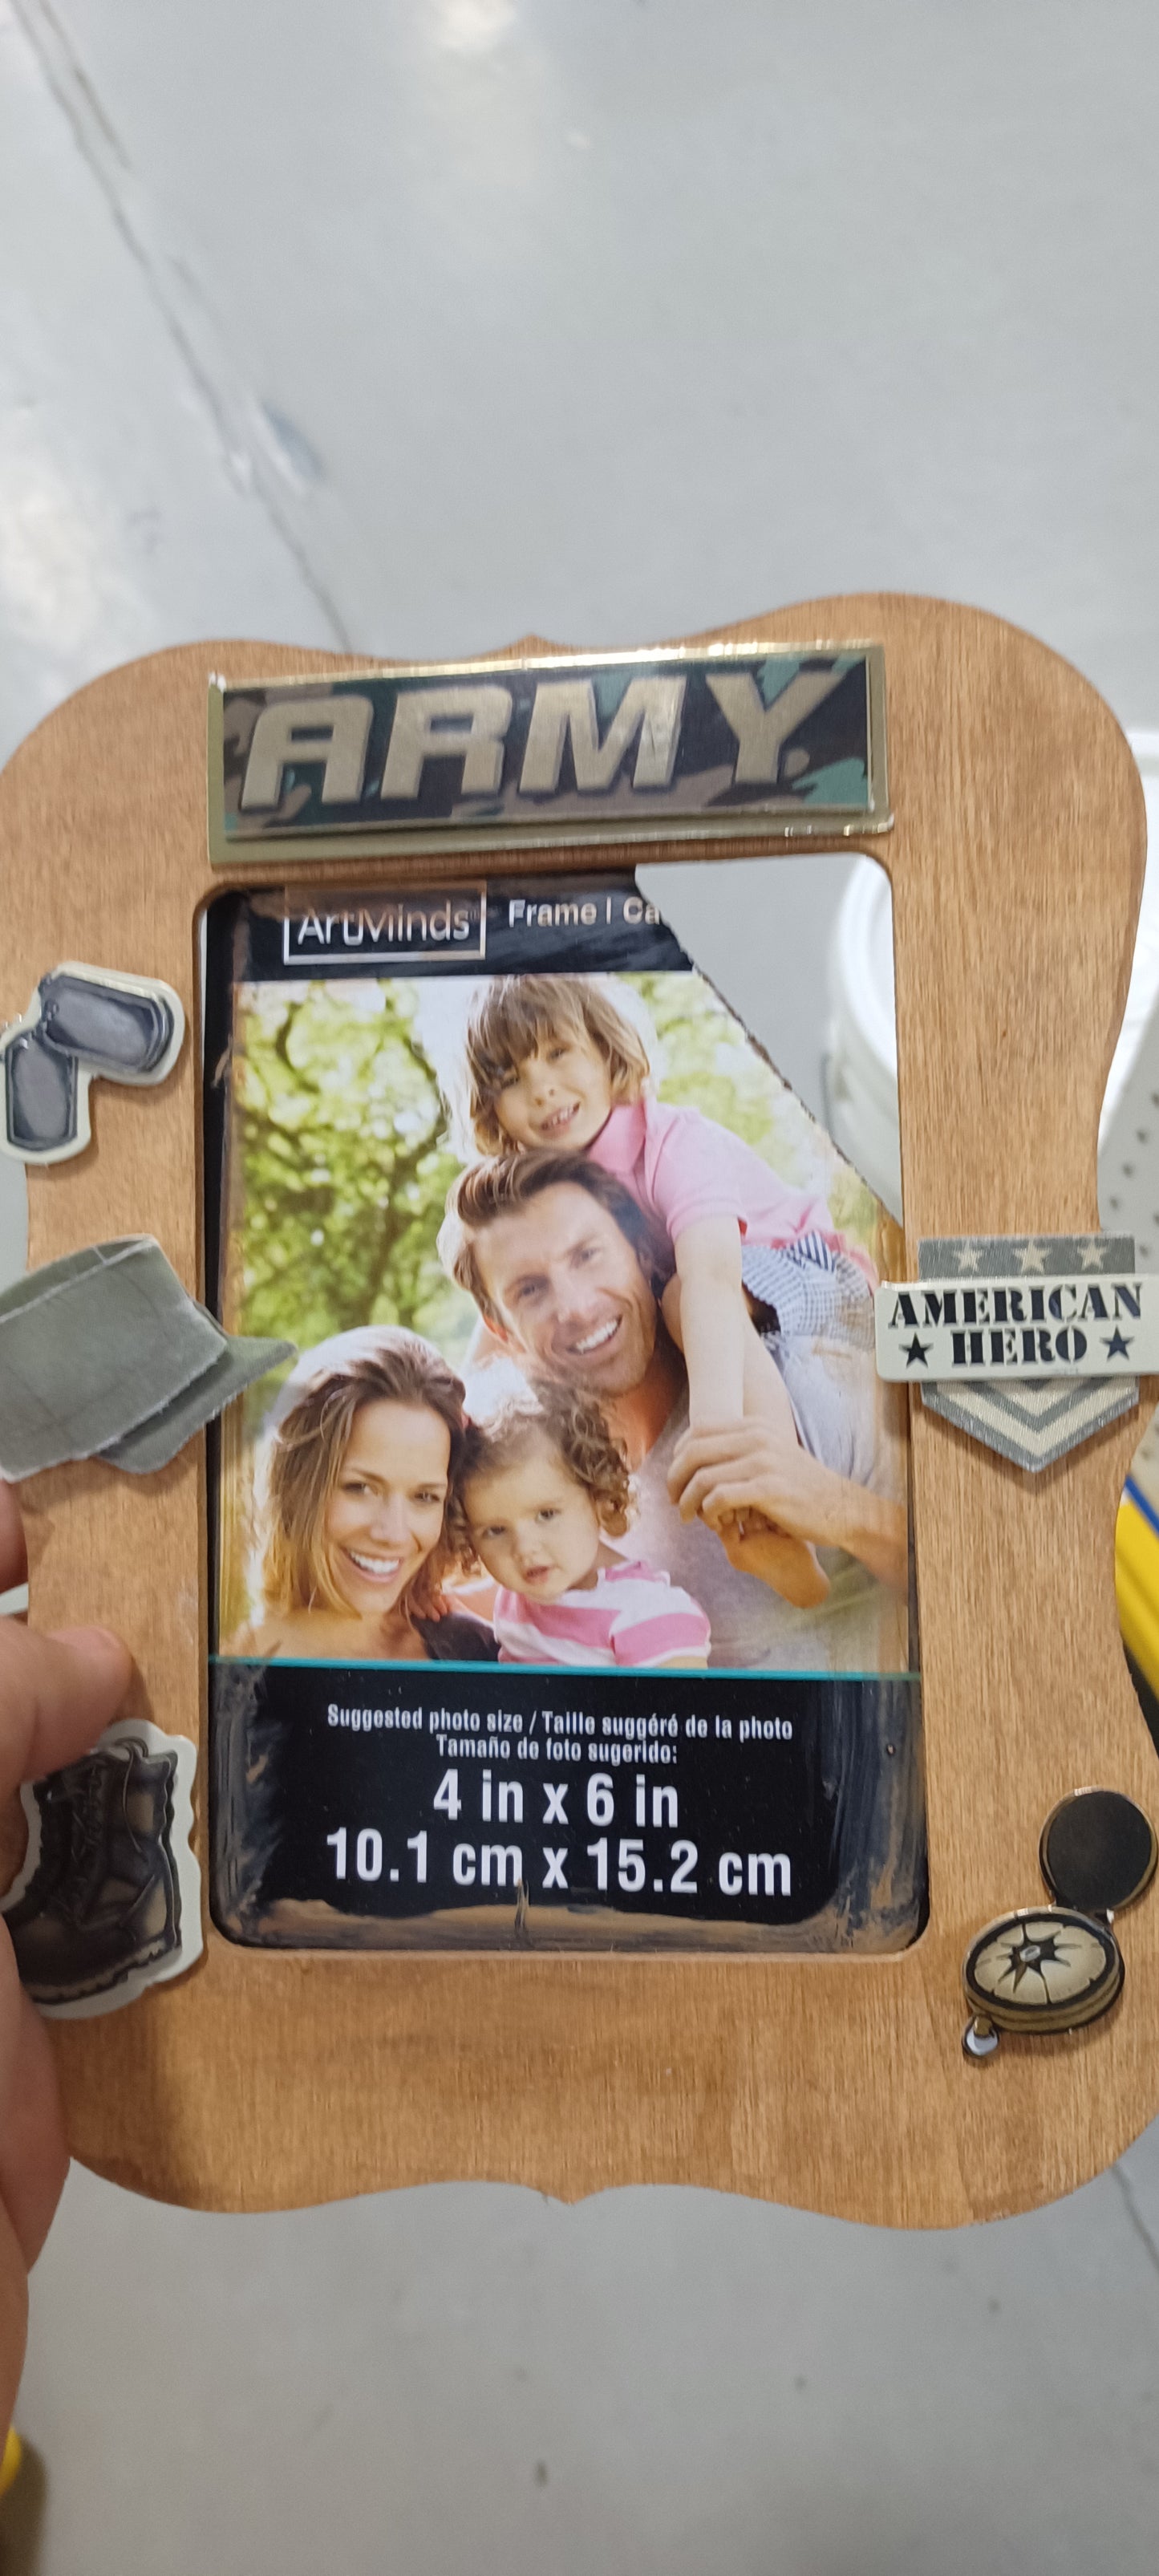 ARMY
ArtMinds Frame | Ca
AMERICAN
★ HERO ★
Suggested photo size / Taille suggéré de la photo
Tamaño de foto sugerido:
4 in x 6 in
10.1 cm x 15.2 cm